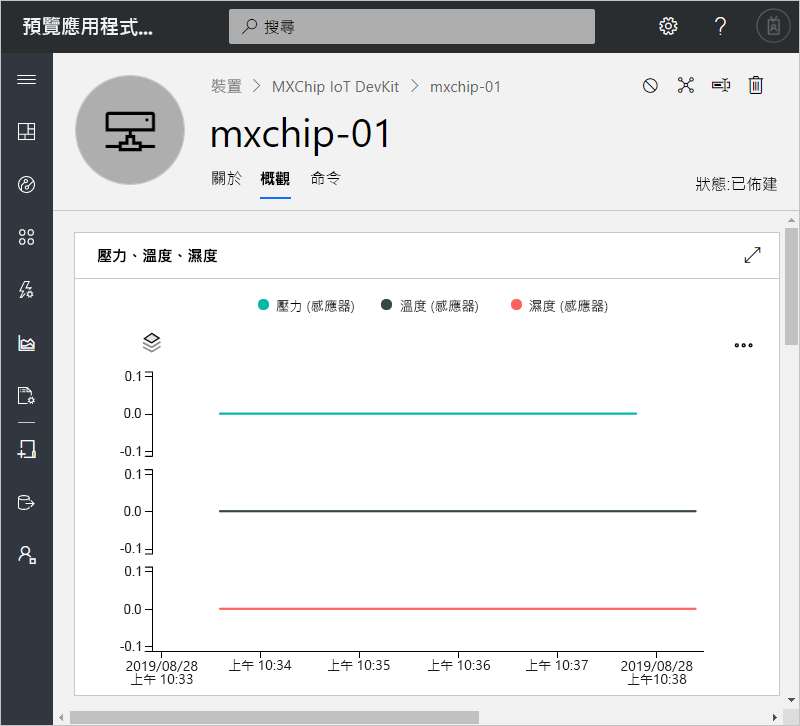 預覽應用程式...
搜尋
?
裝置 > MXChip IoT DevKit > mxchip-01
mxchip-01
關於 概觀 命令
狀態:已佈建
壓力、溫度、濕度
壓力 (感應器) 溫度 (感應器) 濕度 (感應器)
0.1
0.0
-0.1
0.1
0.0
-0.1
0.1
0.0
-0.1
2019/08/28 上午 10:34 上午 10:35 上午 10:36 上午 10:37 2019/08/28
上午 10:33 上午10:38